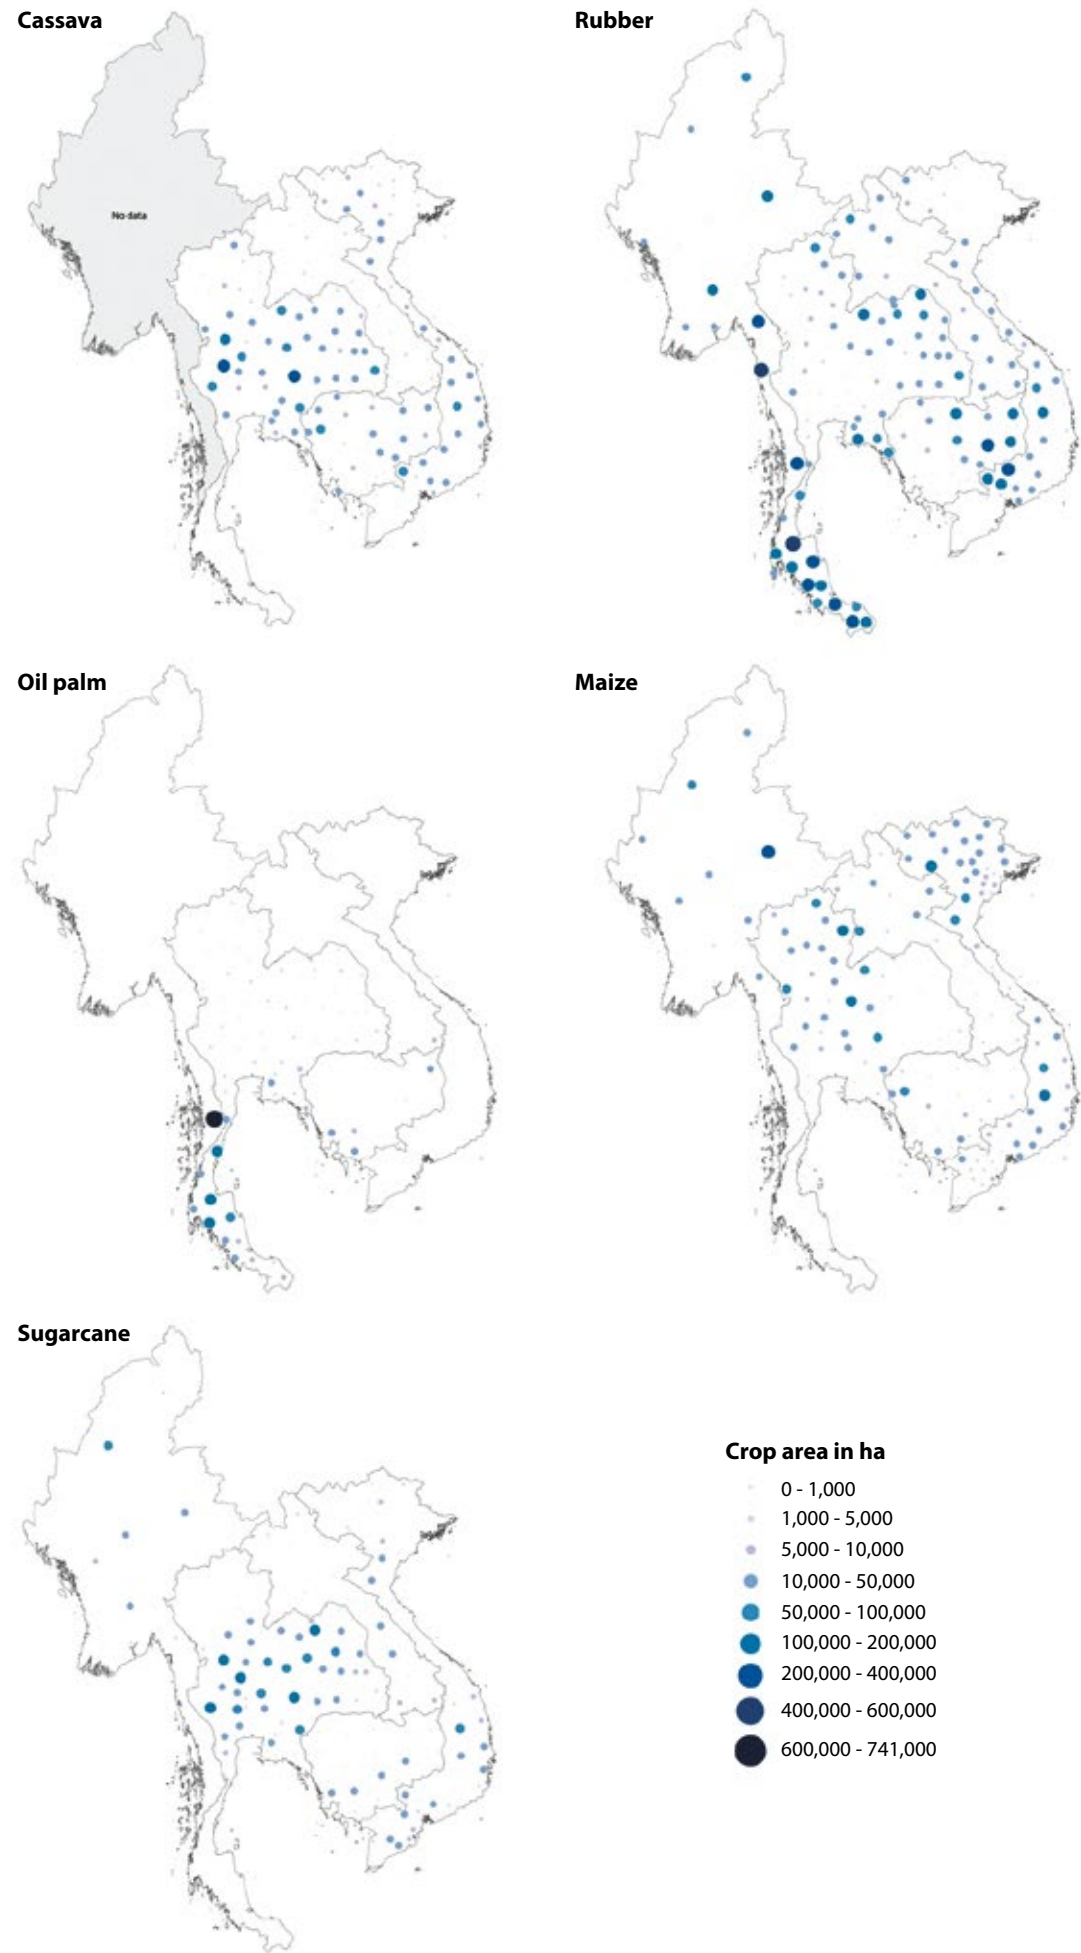 Cassava
Rubber
No data
Oil palm
Maize
Sugarcane
Crop area in ha
0 - 1,000
1,000 - 5,000
5,000 - 10,000
10,000 - 50,000
50,000 - 100,000
100,000 - 200,000
200,000 - 400,000
400,000 - 600,000
600,000 - 741,000